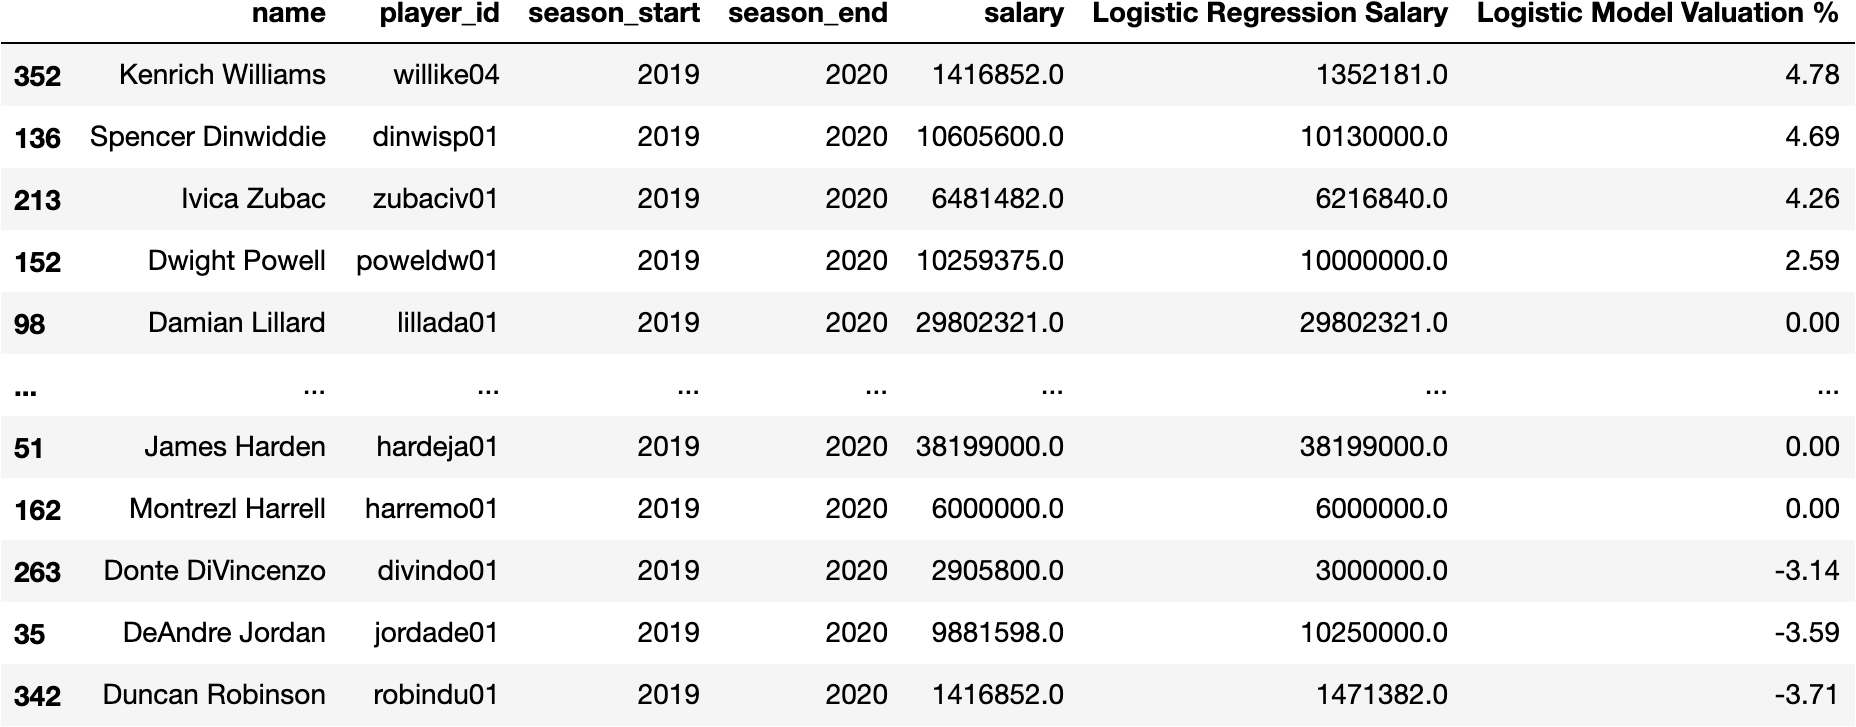 name player_id season_start season_end salary Logistic Regression Salary Logistic Model Valuation %
352 Kenrich Williams willike04 2019 2020 1416852.0 1352181.0 4.78
136 Spencer Dinwiddie dinwisp01 2019 2020 10605600.0 10130000.0 4.69
213 Ivica Zubac zubaciv01 2019 2020 6481482.0 6216840.0 4.26
152 Dwight Powell poweldw01 2019 2020 10259375.0 10000000.0 2.59
98 Damian Lillard lillada01 2019 2020 29802321.0 29802321.0 0.00
... ... ... ... ... ... ... ...
51 James Harden hardeja01 2019 2020 38199000.0 38199000.0 0.00
162 Montrezl Harrell harremo01 2019 2020 6000000.0 6000000.0 0.00
263 Donte DiVincenzo divindo01 2019 2020 2905800.0 3000000.0 -3.14
35 DeAndre Jordan jordade01 2019 2020 9881598.0 10250000.0 -3.59
342 Duncan Robinson robindu01 2019 2020 1416852.0 1471382.0 -3.71